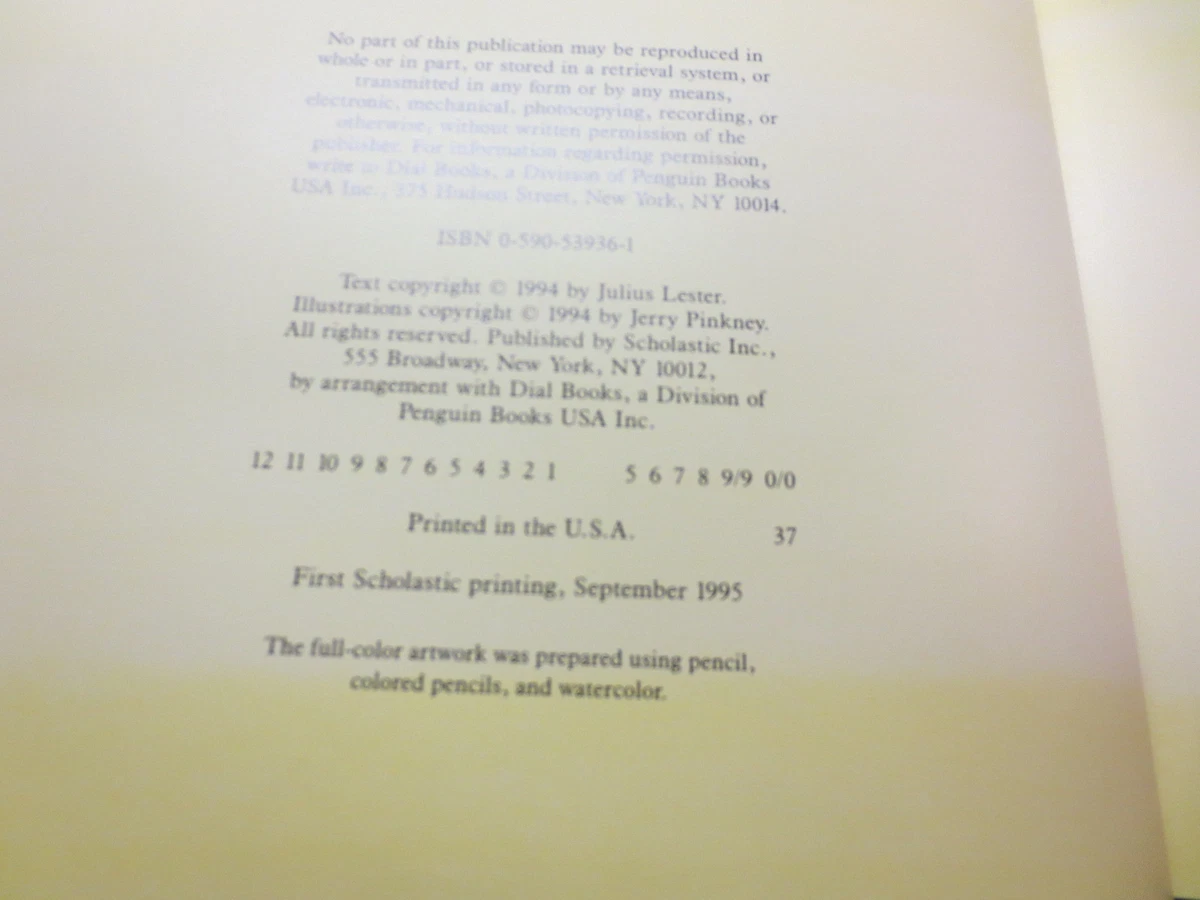 No part of this publication may be reproduced in
whole or in part, or stored in a retrieval system, or
transmitted in any form or by any means,
electronic, mechanical, photocopying, recording, or
otherwise, without written permission of the
publisher. For information regarding permission,
write to Dial Books, a Division of Penguin Books
USA Inc., 375 Hudson Street, New York, NY 10014.
ISBN 0-590-53936-1
Text copyright © 1994 by Julius Lester.
Illustrations copyright © 1994 by Jerry Pinkney.
All rights reserved. Published by Scholastic Inc.,
555 Broadway, New York, NY 10012,
by arrangement with Dial Books, a Division of
Penguin Books USA Inc.
12 11 10 9 8 7 6 5 4 3 2 1 5 6 7 8 9/9 0/0
Printed in the U.S.A. 37
First Scholastic printing, September 1995
The full-color artwork was prepared using pencil,
colored pencils, and watercolor.